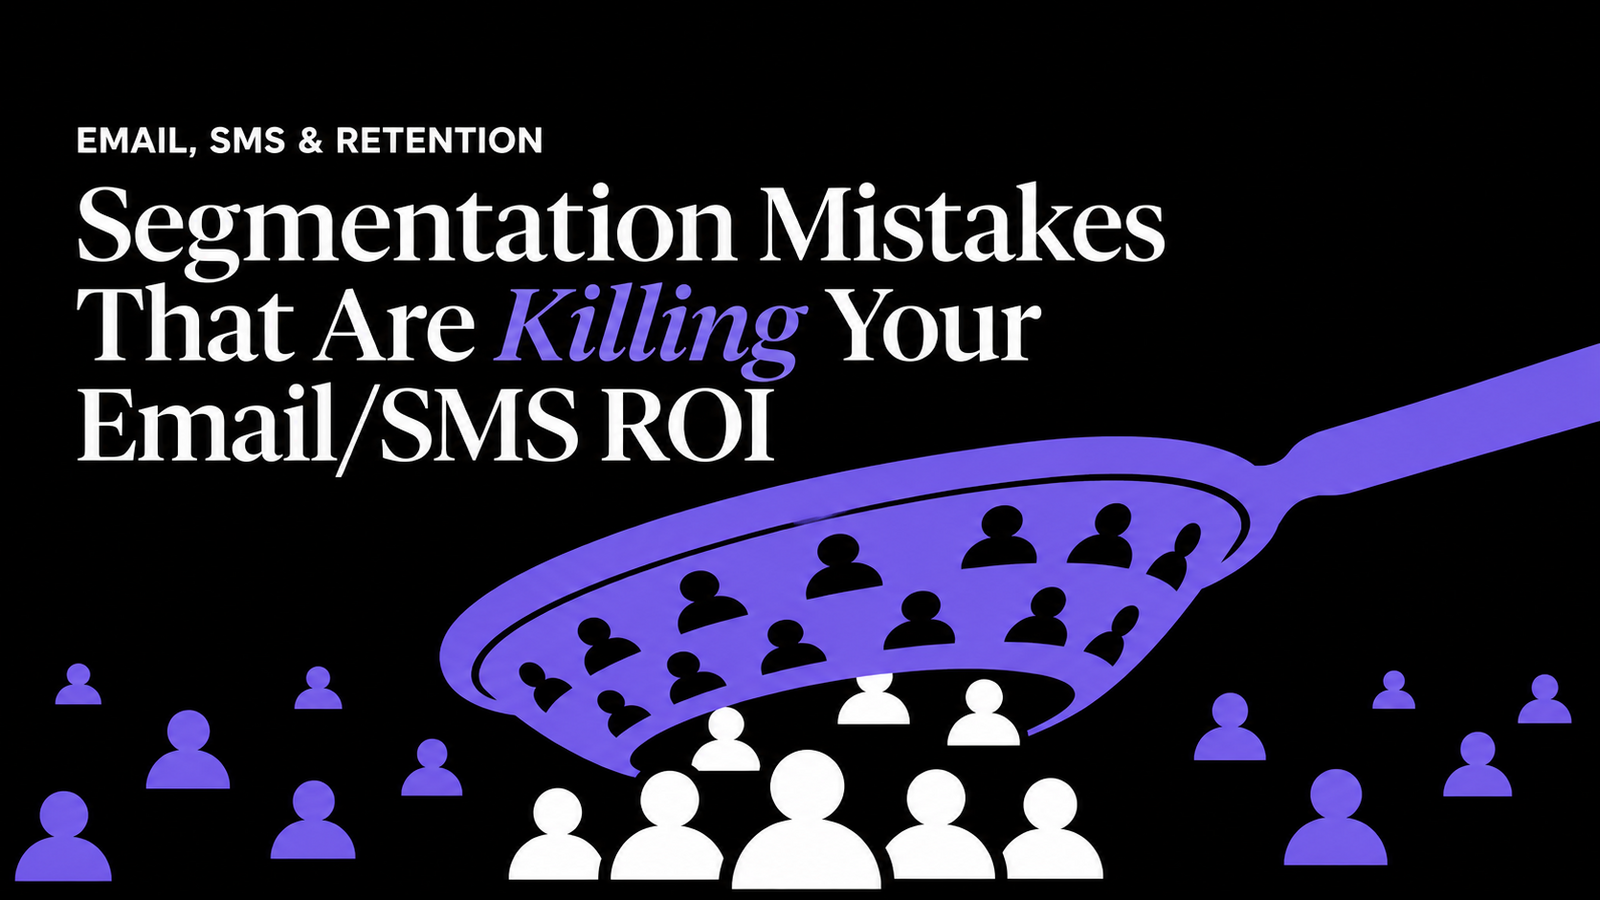 EMAIL, SMS & RETENTION
Segmentation Mistakes
That Are Killing Your
Email/SMS ROI